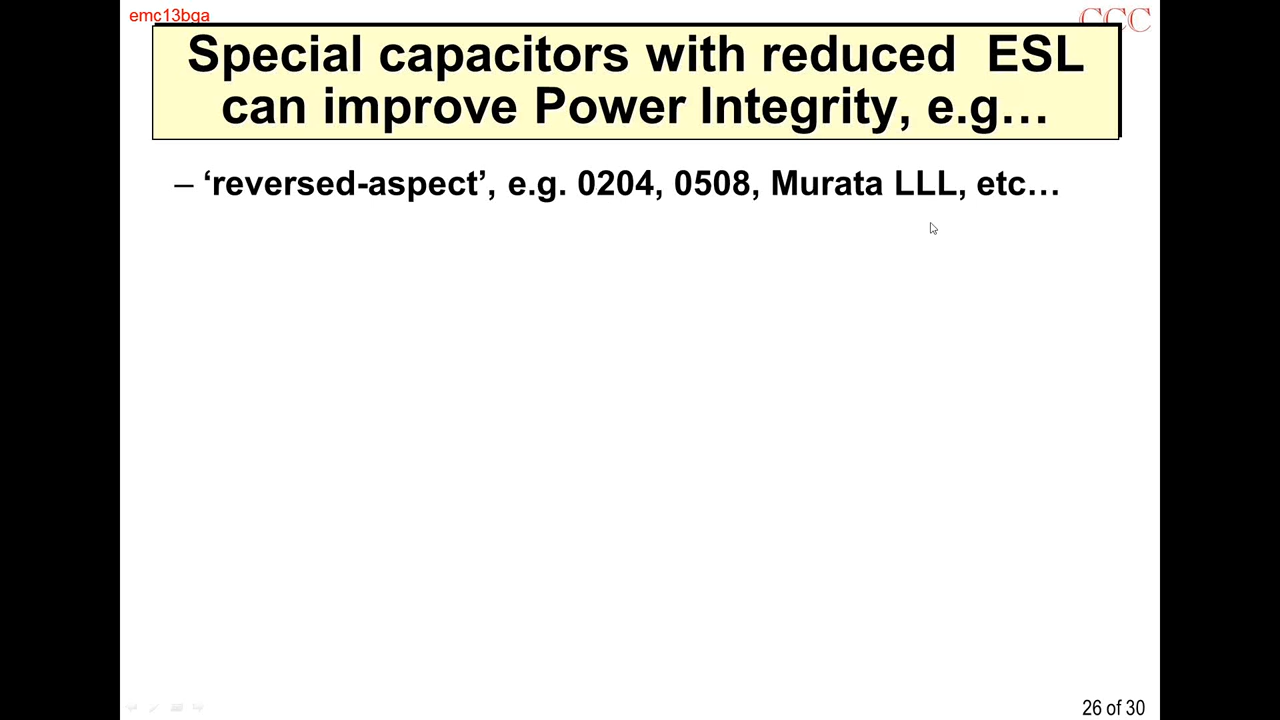 emc13bga
CCC
Special capacitors with reduced ESL
can improve Power Integrity, e.g…
– ‘reversed-aspect’, e.g. 0204, 0508, Murata LLL, etc…
26 of 30